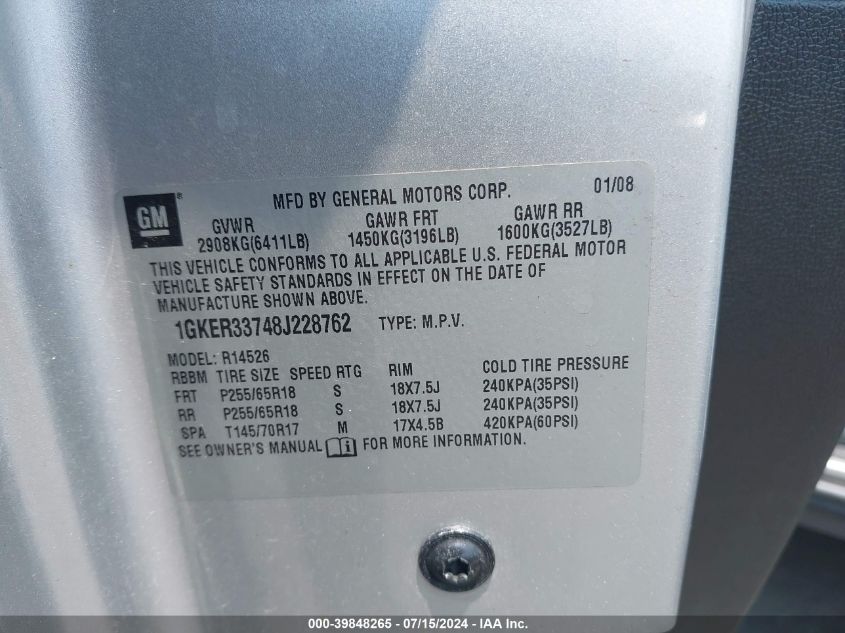 GM
MFD BY GENERAL MOTORS CORP. 01/08
GVWR GAWR FRT GAWR RR
2908KG(6411LB) 1450KG(3196LB) 1600KG(3527LB)
THIS VEHICLE CONFORMS TO ALL APPLICABLE U.S. FEDERAL MOTOR
VEHICLE SAFETY STANDARDS IN EFFECT ON THE DATE OF
MANUFACTURE SHOWN ABOVE.
1GKER33748J228762 TYPE: M.P.V.
MODEL: R14526
RBBM TIRE SIZE SPEED RTG RIM COLD TIRE PRESSURE
FRT P255/65R18 S 18X7.5J 240KPA(35PSI)
RR P255/65R18 S 18X7.5J 240KPA(35PSI)
SPA T145/70R17 M 17X4.5B 420KPA(60PSI)
SEE OWNER'S MANUAL FOR MORE INFORMATION.
000-39848265 - 07/15/2024 - 1YSF - IAA Inc.